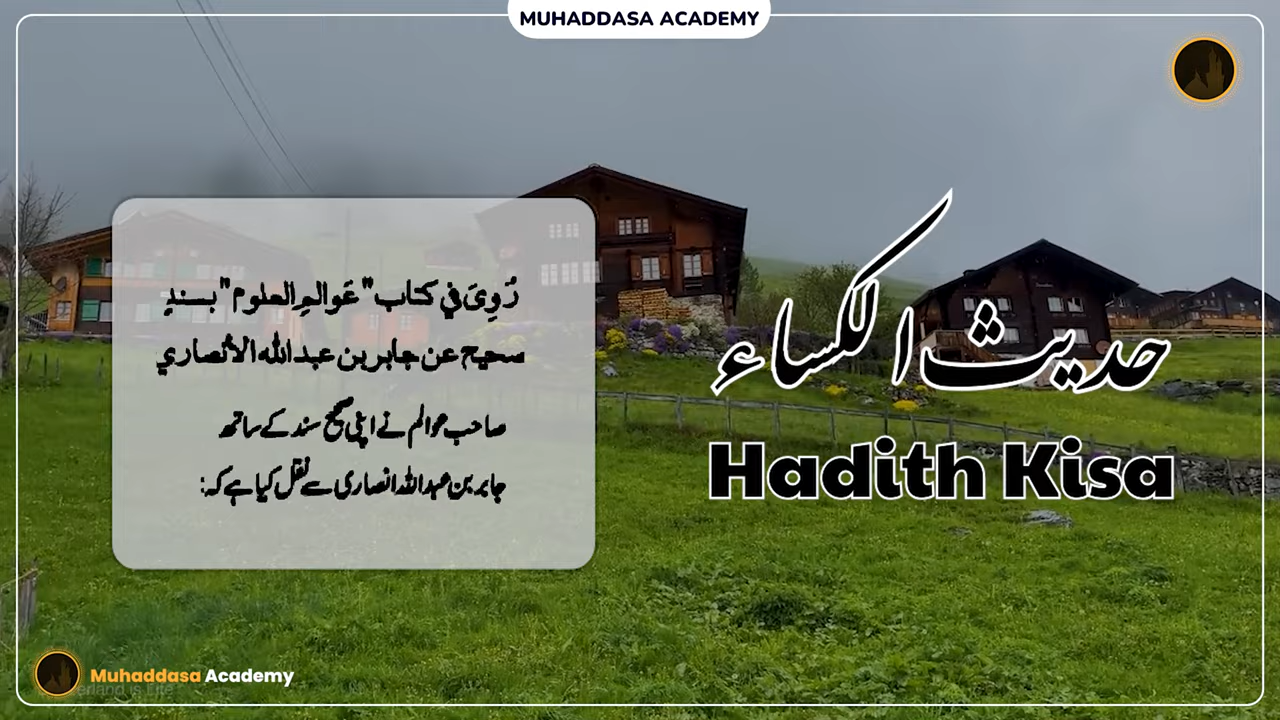 MUHADDASA ACADEMY
رُوِيَ في كتاب "عَوالمِ العلوم" بسندٍ
صحيح عن جابر بن عبد الله الأنصاري
صاحب عوالم نے اپنی صحیح سند کے ساتھ
جابر بن عبداللہ انصاری سے نقل کیا ہے کہ:
حدیث الکساء
Hadith Kisa
Muhaddasa Academy